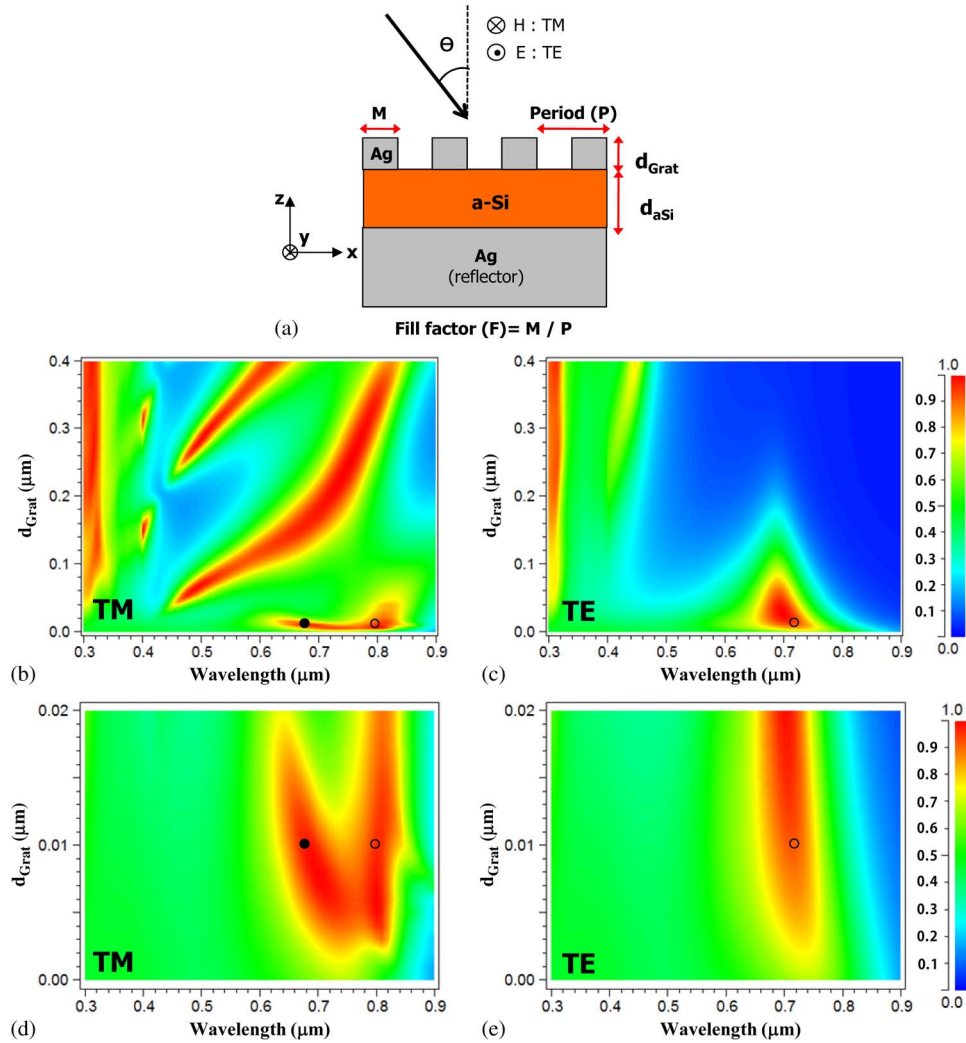 ⊗ H : TM
⊙ E : TE
Θ
M
Period (P)
Ag
d_Grat
a-Si
d_aSi
z
y
x
Ag
(reflector)
(a) Fill factor (F)= M / P
0.4
0.3
0.2
0.1
0.0
d_Grat (μm)
TM
0.3 0.4 0.5 0.6 0.7 0.8 0.9
(b) Wavelength (μm)
0.4
0.3
0.2
0.1
0.0
d_Grat (μm)
TE
0.3 0.4 0.5 0.6 0.7 0.8 0.9
(c) Wavelength (μm)
1.0
0.9
0.8
0.7
0.6
0.5
0.4
0.3
0.2
0.1
0.0
0.02
0.01
0.00
d_Grat (μm)
TM
0.3 0.4 0.5 0.6 0.7 0.8 0.9
(d) Wavelength (μm)
0.02
0.01
0.00
d_Grat (μm)
TE
0.3 0.4 0.5 0.6 0.7 0.8 0.9
(e) Wavelength (μm)
1.0
0.9
0.8
0.7
0.6
0.5
0.4
0.3
0.2
0.1
0.0